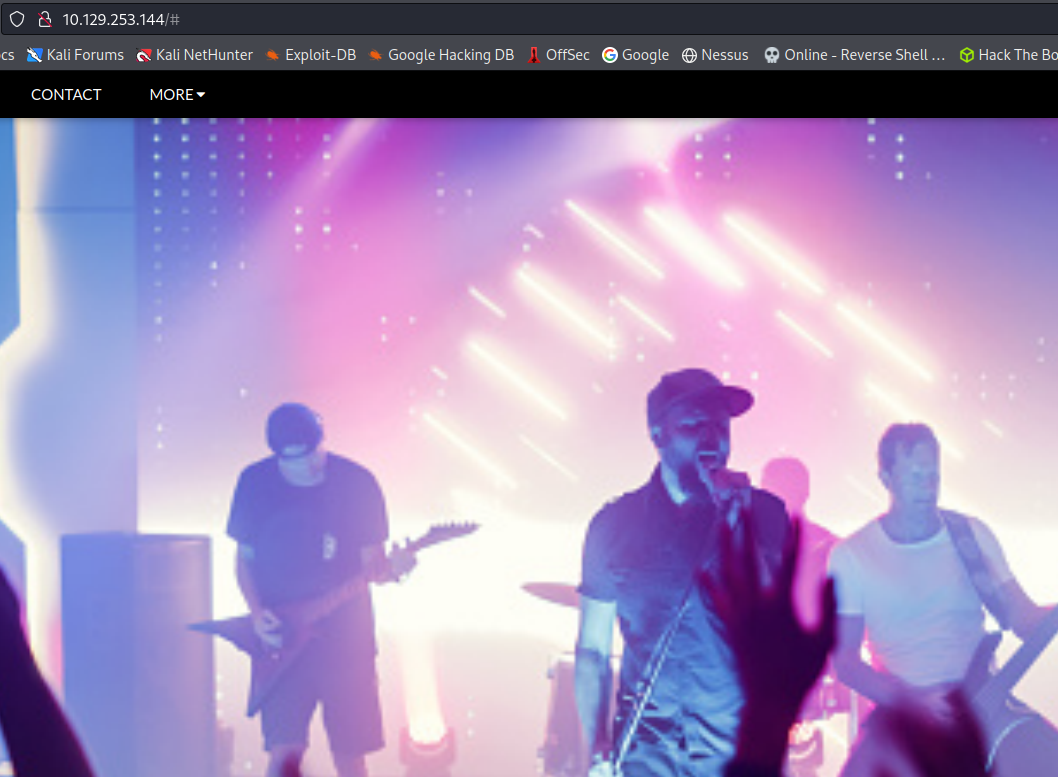 10.129.253.144/#
cs Kali Forums Kali NetHunter Exploit-DB Google Hacking DB OffSec Google Nessus Online - Reverse Shell ... Hack The Bo
CONTACT MORE